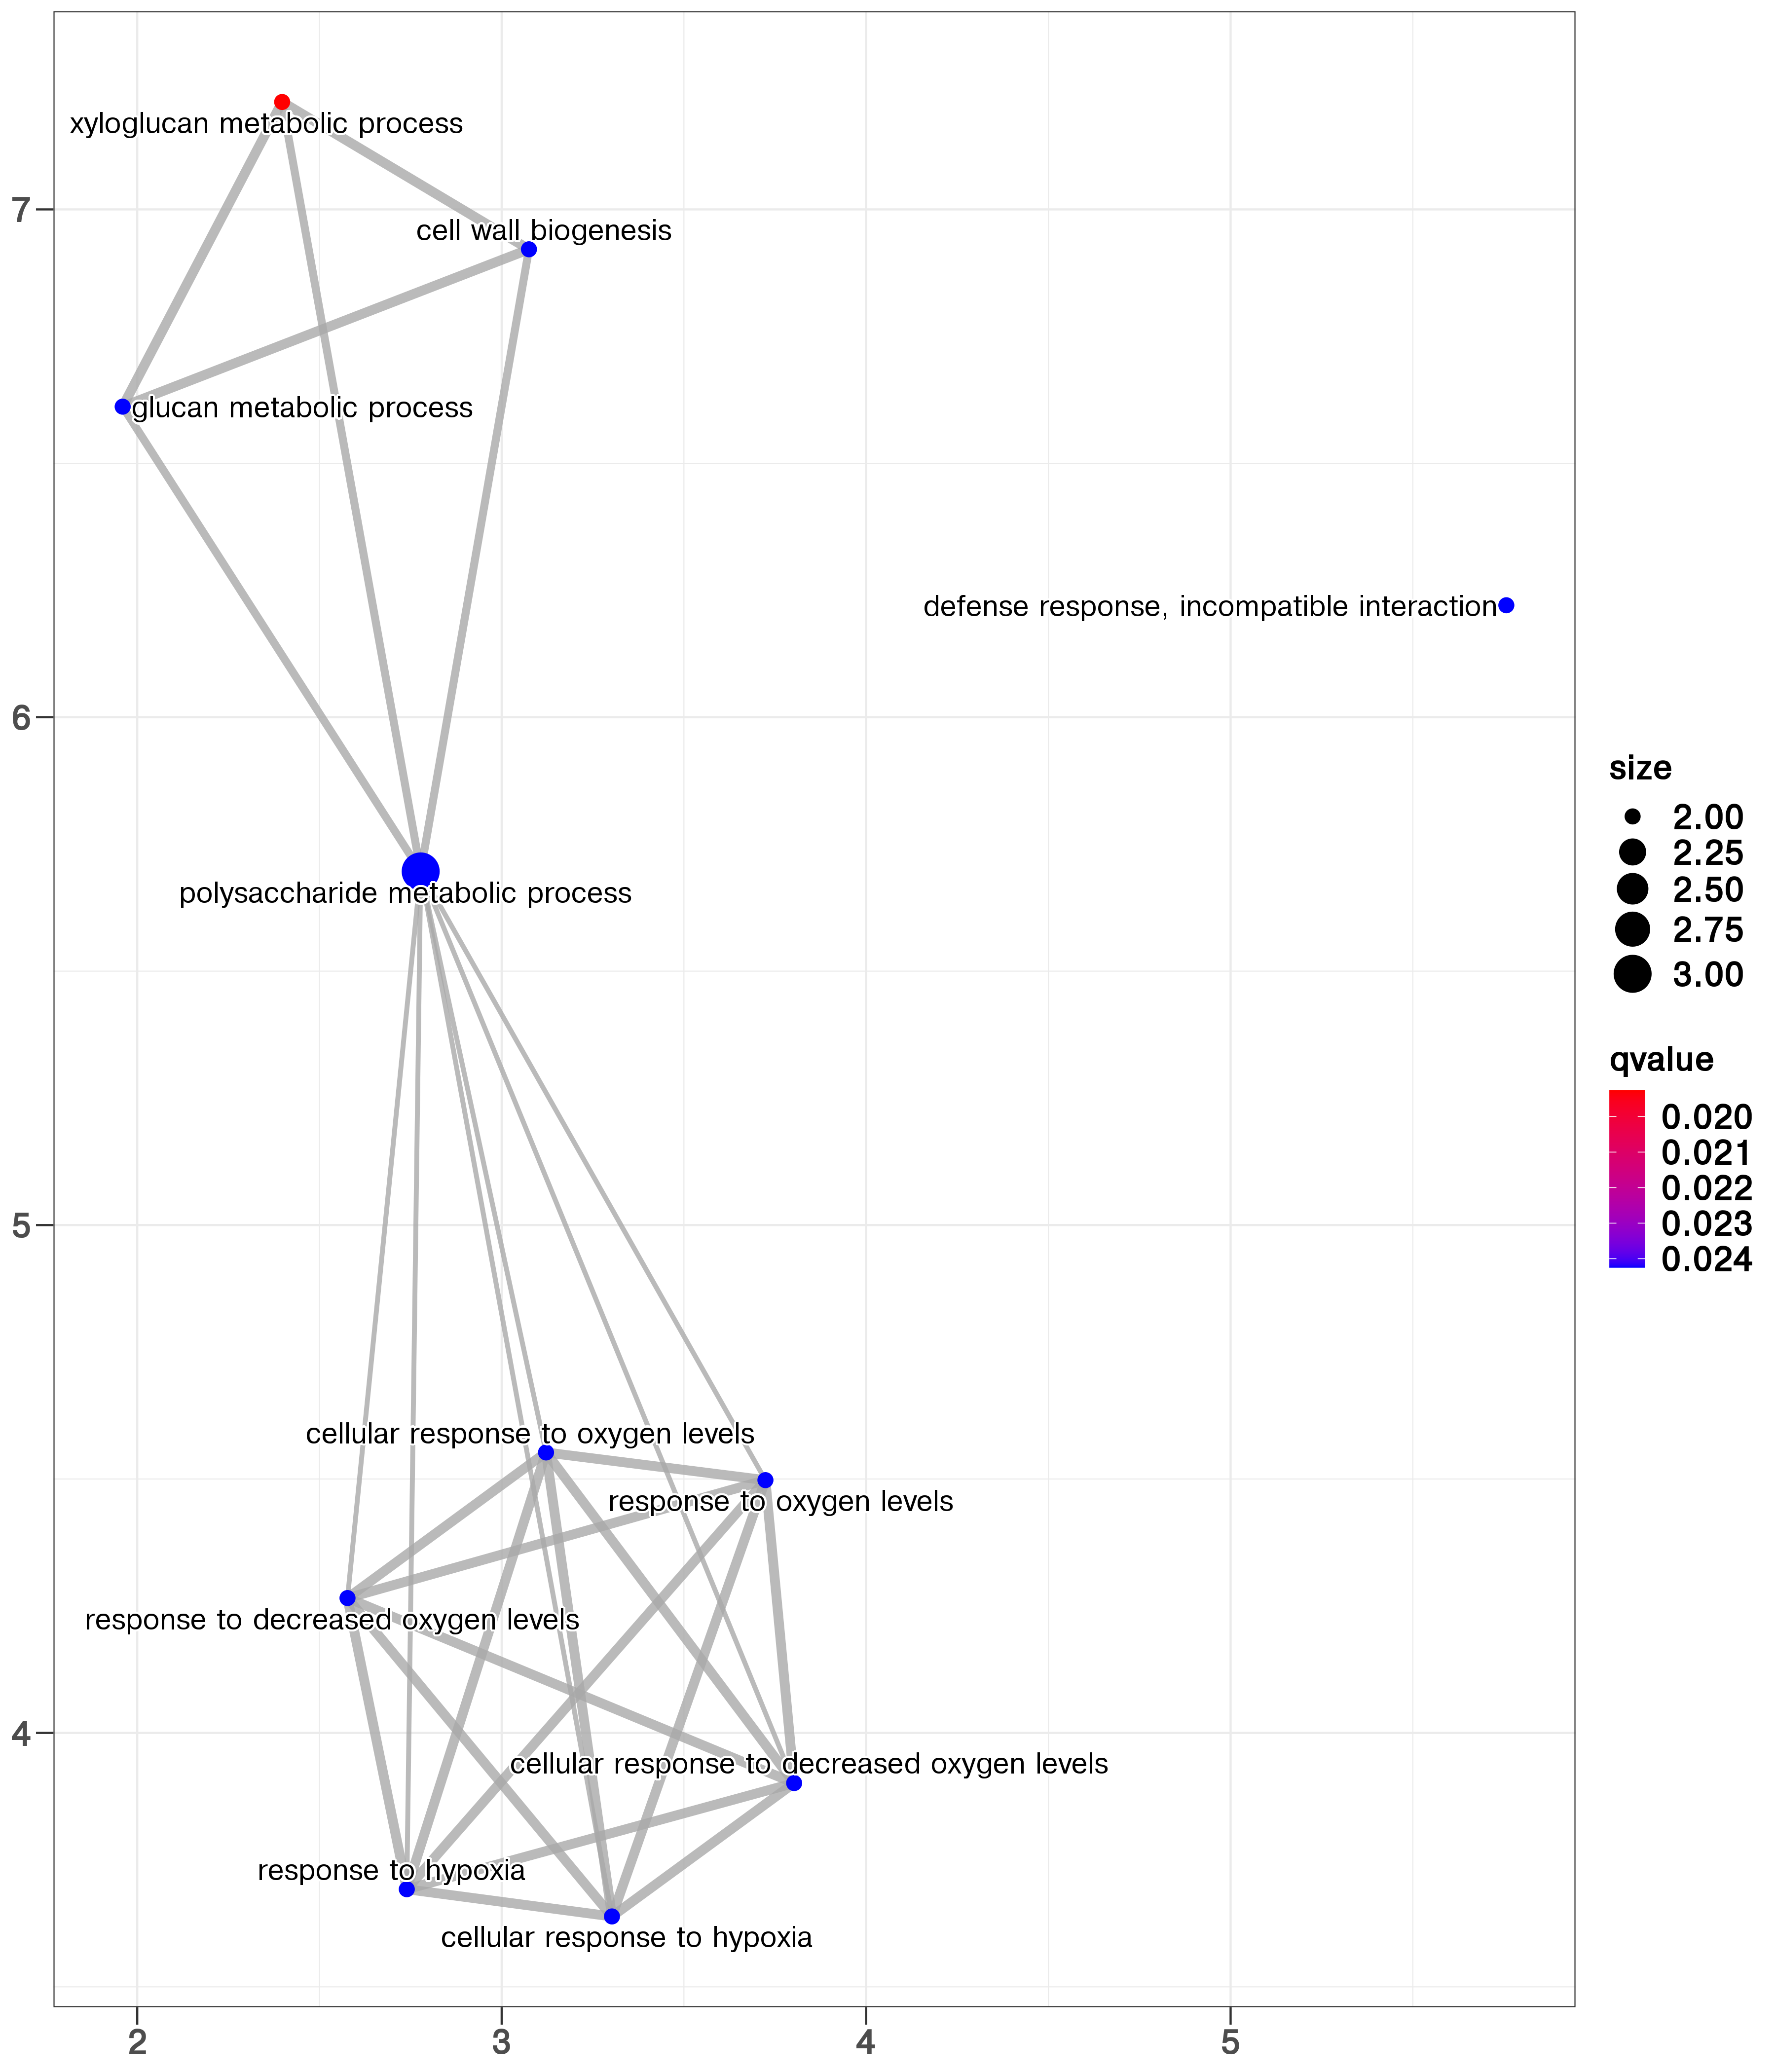 xyloglucan metabolic process
7
cell wall biogenesis
glucan metabolic process
defense response, incompatible interaction
6
polysaccharide metabolic process
5
cellular response to oxygen levels
response to oxygen levels
response to decreased oxygen levels
4
cellular response to decreased oxygen levels
response to hypoxia
cellular response to hypoxia
2 3 4 5
size
2.00
2.25
2.50
2.75
3.00
qvalue
0.020
0.021
0.022
0.023
0.024